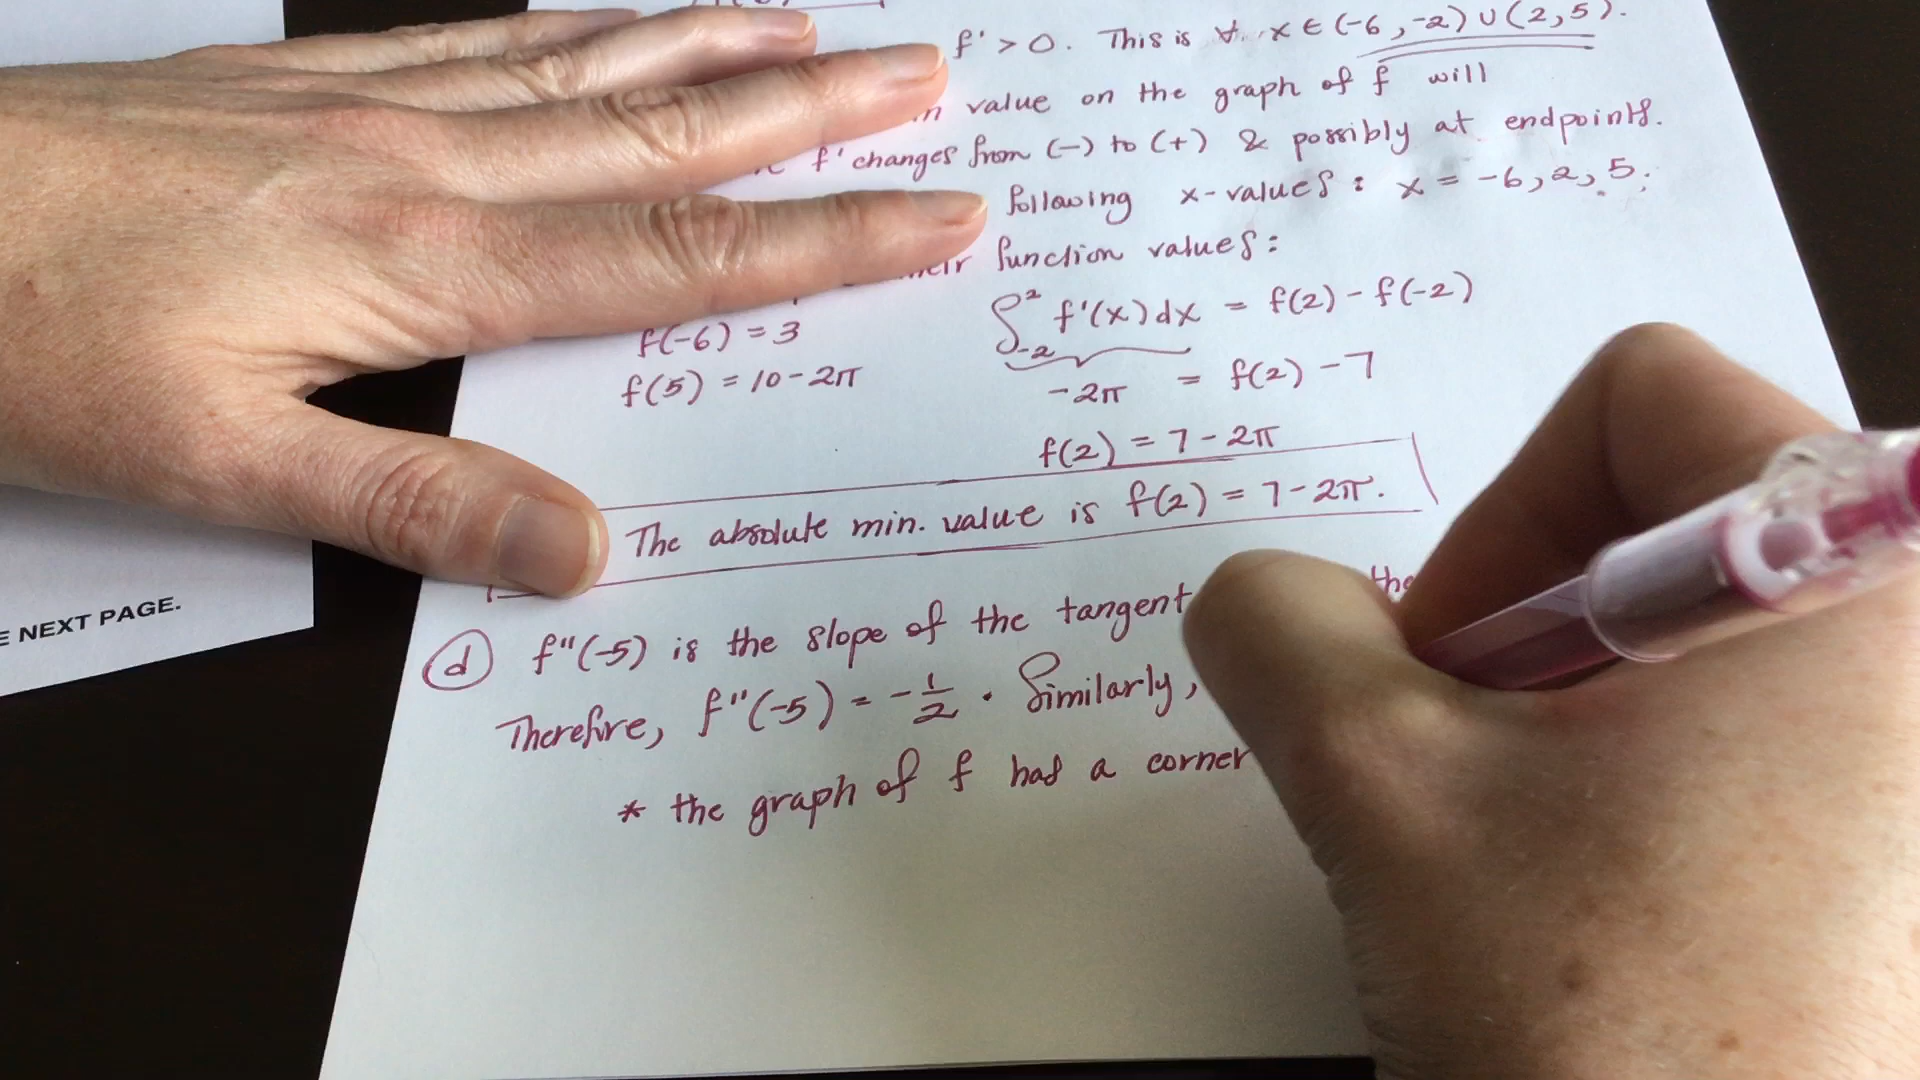 f' > 0. This is ∀ x ∈ (-6, -2) ∪ (2, 5).
value on the graph of f will
f' changes from (-) to (+) & possibly at endpoints.
following x-values: x = -6, 2, 5.
function values:
∫₋₂² f'(x)dx = f(2) - f(-2)
f(-6) = 3
f(5) = 10 - 2π
-2π = f(2) - 7
f(2) = 7 - 2π
The absolute min. value is f(2) = 7 - 2π.
(d) f"(-5) is the slope of the tangent the
Therefore, f"(-5) = -1/2. Similarly,
* the graph of f has a corner
NEXT PAGE.